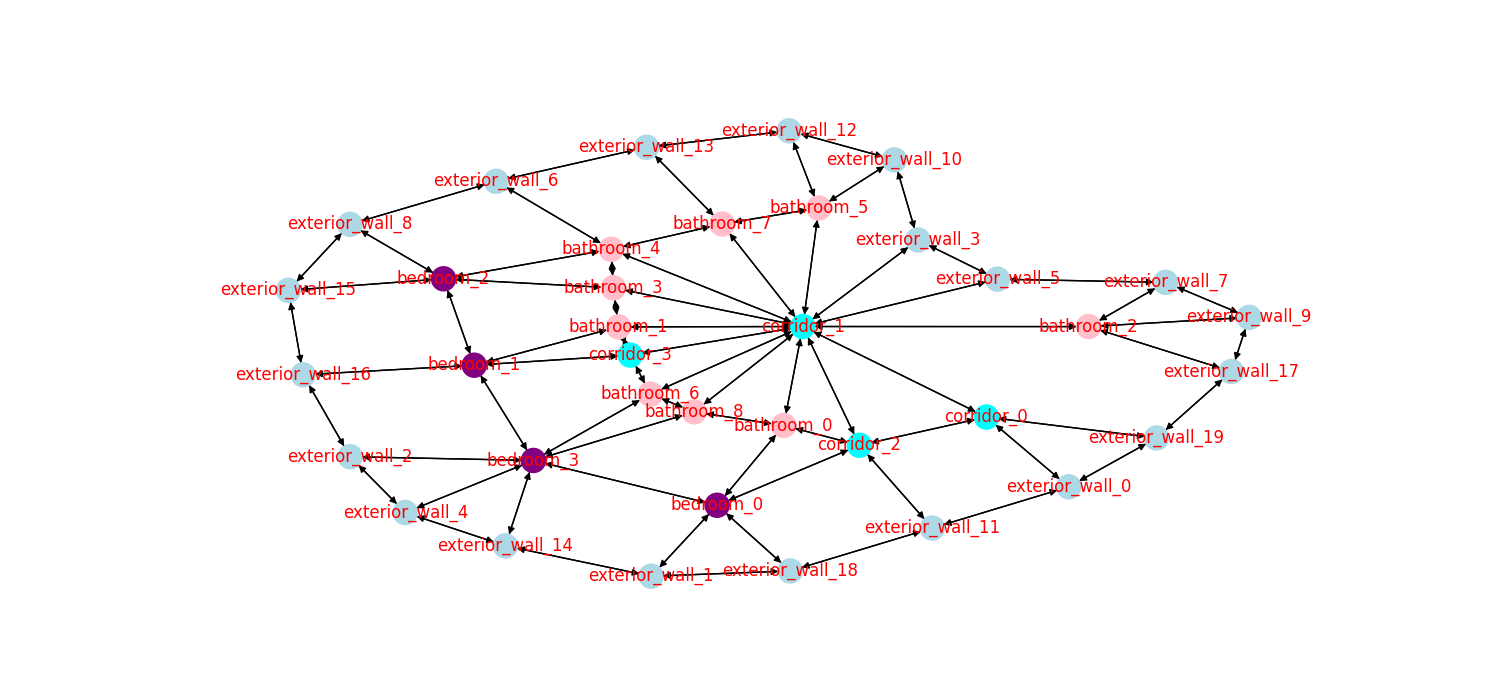 exterior_wall_12
exterior_wall_13
exterior_wall_10
exterior_wall_6
bathroom_5
exterior_wall_8
bathroom_7
exterior_wall_3
bathroom_4
bedroom_2
exterior_wall_5
exterior_wall_7
exterior_wall_15
bathroom_3
exterior_wall_9
bathroom_1
corridor_1
bathroom_2
corridor_3
bedroom_1
exterior_wall_16
exterior_wall_17
bathroom_6
bathroom_8
corridor_0
bathroom_0
exterior_wall_19
corridor_2
exterior_wall_2
bedroom_3
exterior_wall_0
bedroom_0
exterior_wall_4
exterior_wall_11
exterior_wall_14
exterior_wall_18
exterior_wall_1